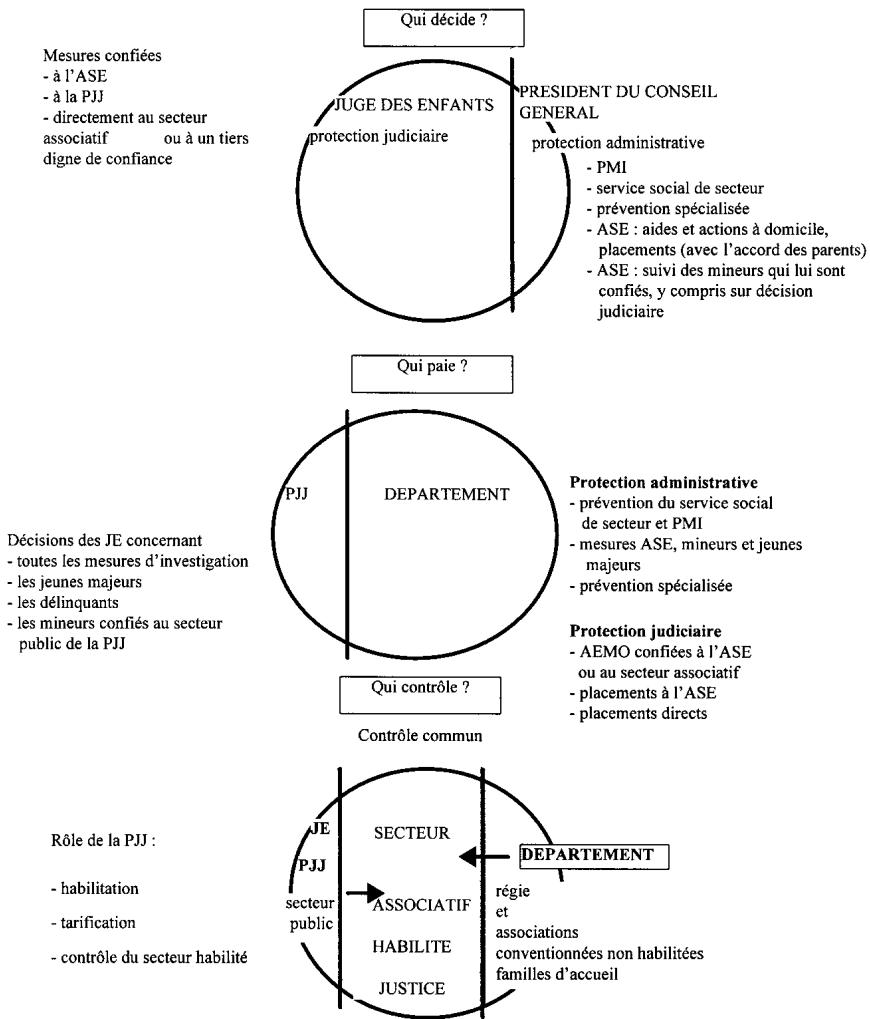 Qui décide ?
Mesures confiées
- à l'ASE
- à la PJJ
- directement au secteur
associatif ou à un tiers
digne de confiance
JUGE DES ENFANTS
protection judiciaire
PRESIDENT DU CONSEIL
GENERAL
protection administrative
- PMI
- service social de secteur
- prévention spécialisée
- ASE : aides et actions à domicile,
placements (avec l'accord des parents)
- ASE : suivi des mineurs qui lui sont
confiés, y compris sur décision
judiciaire
Qui paie ?
PJJ
DEPARTEMENT
Décisions des JE concernant
- toutes les mesures d'investigation
- les jeunes majeurs
- les délinquants
- les mineurs confiés au secteur
public de la PJJ
Protection administrative
- prévention du service social
de secteur et PMI
- mesures ASE, mineurs et jeunes
majeurs
- prévention spécialisée
Protection judiciaire
- AEMO confiées à l'ASE
ou au secteur associatif
- placements à l'ASE
- placements directs
Qui contrôle ?
Contrôle commun
Rôle de la PJJ :
- habilitation
- tarification
- contrôle du secteur habilité
JE
PJJ
secteur
public
SECTEUR
ASSOCIATIF
HABILITE
JUSTICE
DEPARTEMENT
régie
et
associations
conventionnées non habilitées
familles d'accueil